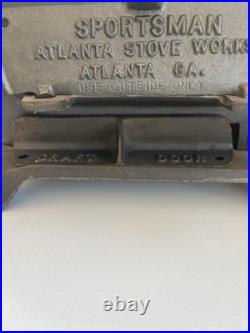 SPORTSMAN
ATLANTA STOVE WORKS
ATLANTA GA.
USE OUTSIDE ONLY
DRAFT DOOR